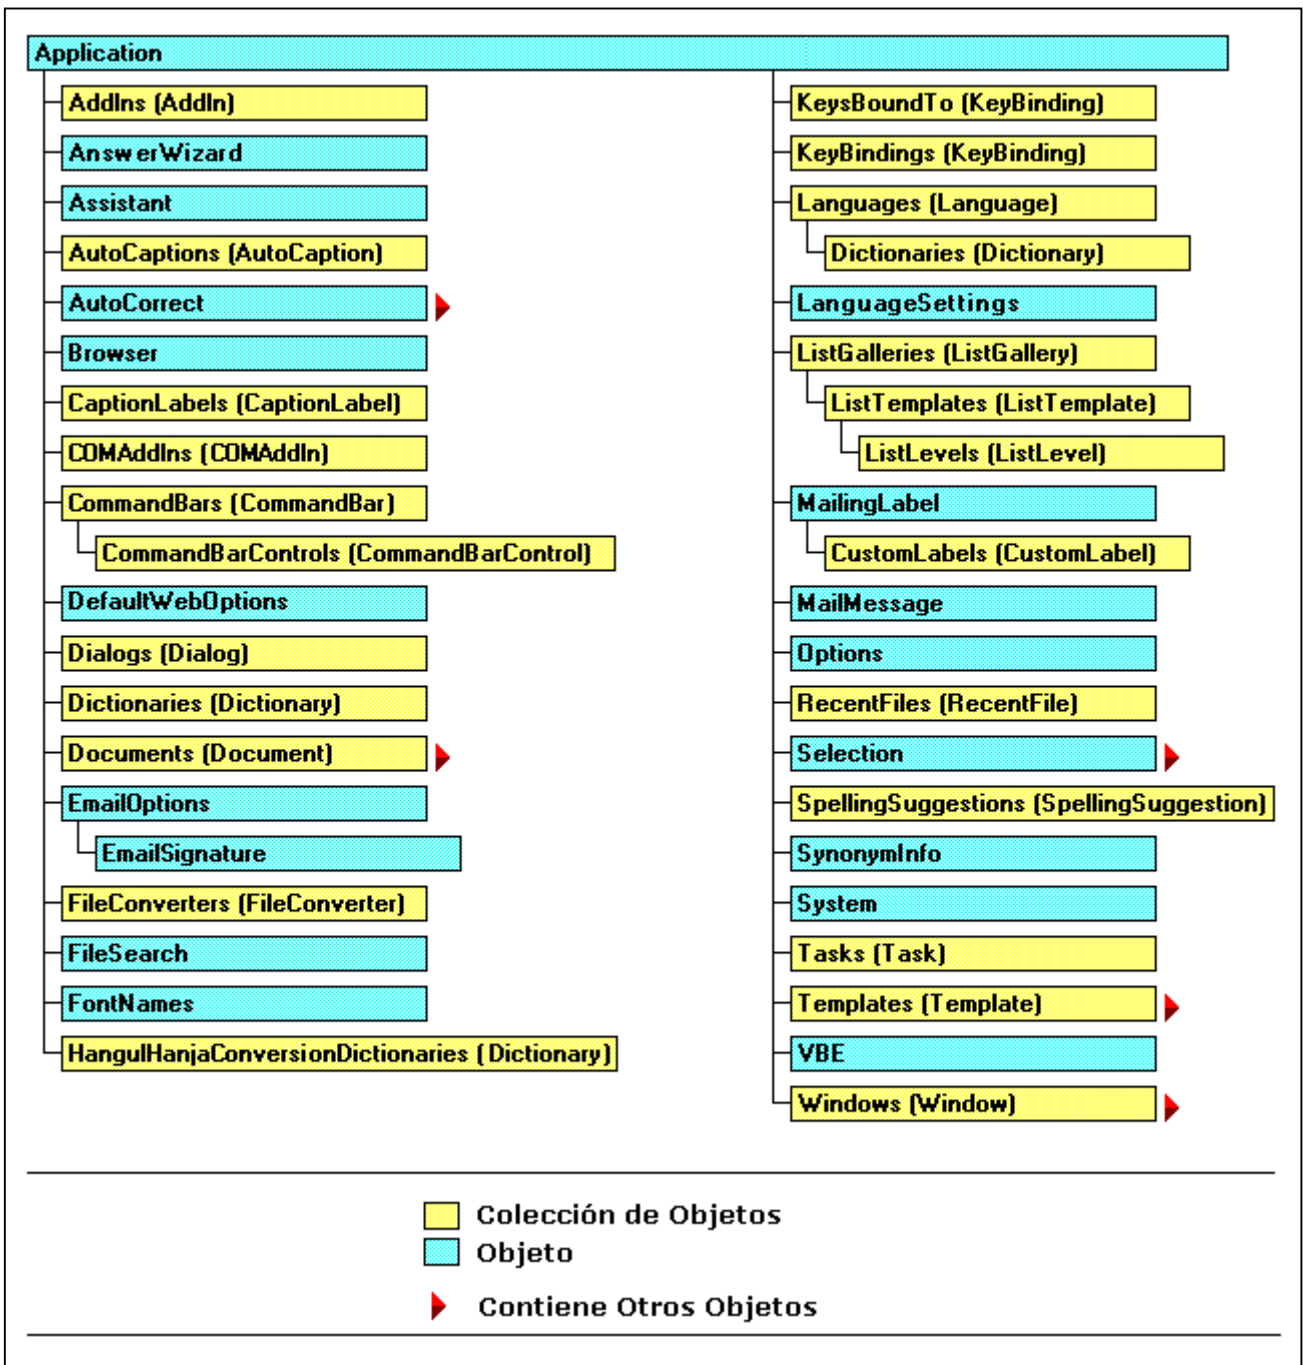 Application
AddIns (AddIn)
AnswerWizard
Assistant
AutoCaptions (AutoCaption)
AutoCorrect
Browser
CaptionLabels (CaptionLabel)
COMAddIns (COMAddIn)
CommandBars (CommandBar)
CommandBarControls (CommandBarControl)
DefaultWebOptions
Dialogs (Dialog)
Dictionaries (Dictionary)
Documents (Document)
EmailOptions
EmailSignature
FileConverters (FileConverter)
FileSearch
FontNames
HangulHanjaConversionDictionaries (Dictionary)
KeysBoundTo (KeyBinding)
KeyBindings (KeyBinding)
Languages (Language)
Dictionaries (Dictionary)
LanguageSettings
ListGalleries (ListGallery)
ListTemplates (ListTemplate)
ListLevels (ListLevel)
MailingLabel
CustomLabels (CustomLabel)
MailMessage
Options
RecentFiles (RecentFile)
Selection
SpellingSuggestions (SpellingSuggestion)
SynonymInfo
System
Tasks (Task)
Templates (Template)
VBE
Windows (Window)
Colección de Objetos
Objeto
Contiene Otros Objetos